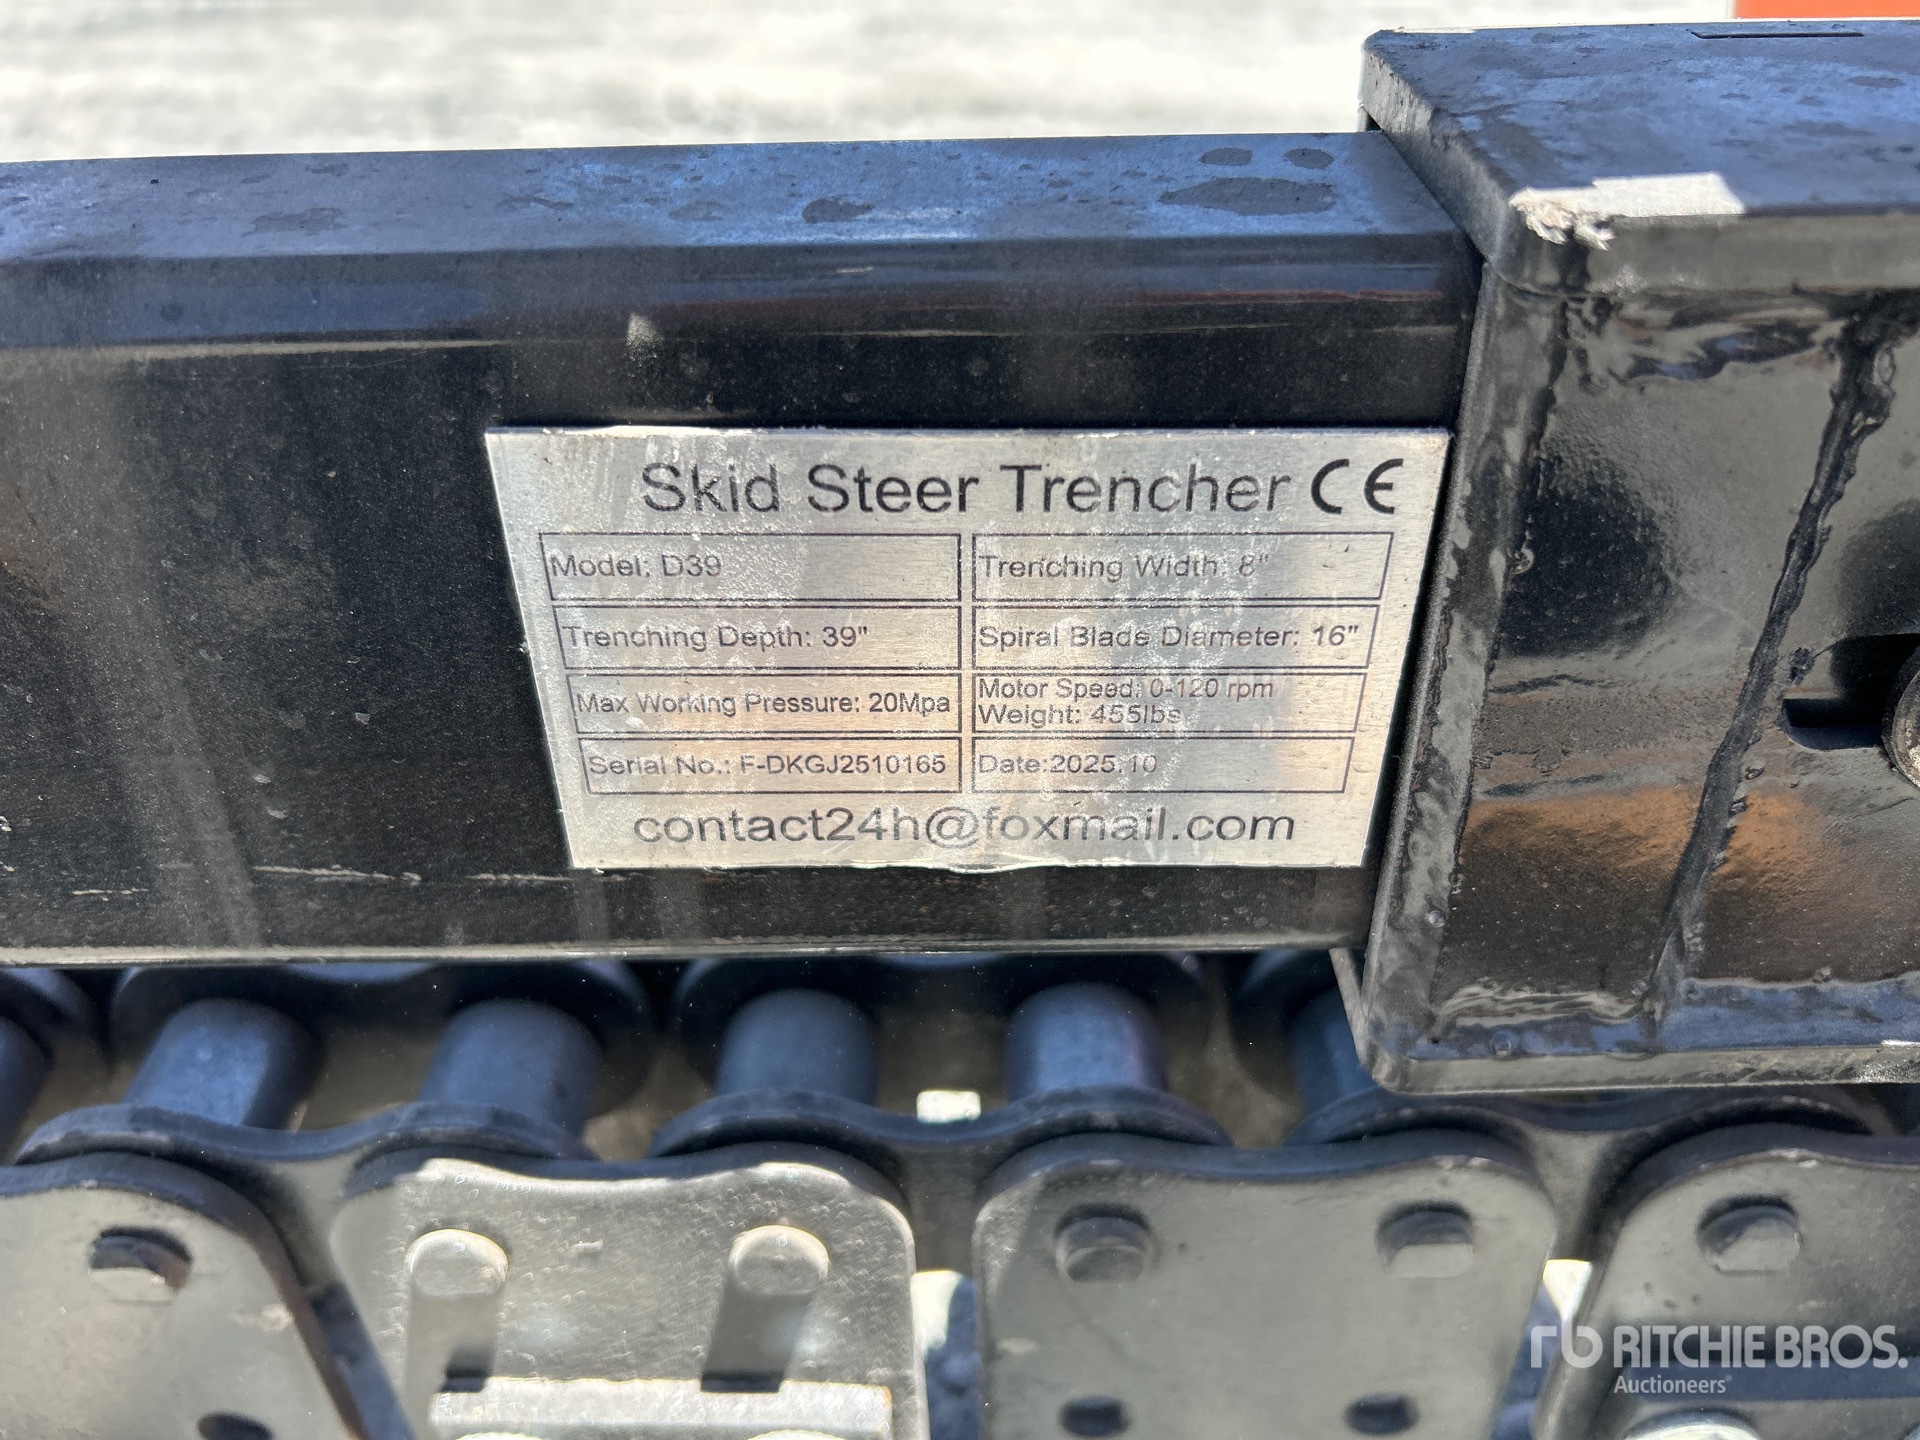 Skid Steer Trencher CE
Model: D39
Trenching Width: 8"
Trenching Depth: 39"
Spiral Blade Diameter: 16"
Max Working Pressure: 20Mpa
Motor Speed: 0-120 rpm
Weight: 455lbs
Serial No.: F-DKGJ2510165
Date:2025.10
contact24h@foxmail.com
rb RITCHIE BROS.
Auctioneers®